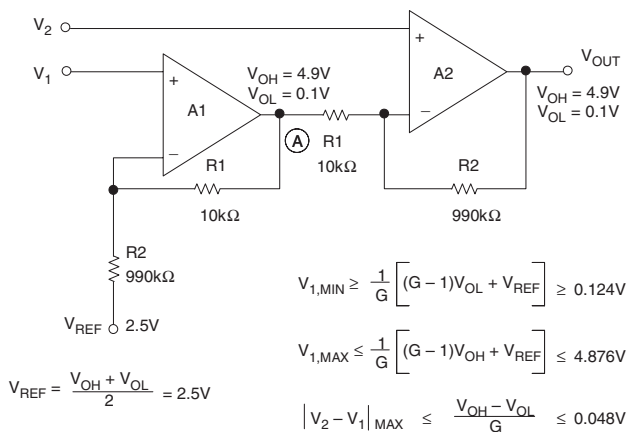 V2
V1
+
A1
−
VOH = 4.9V
VOL = 0.1V
A
R1
10kΩ
R1
10kΩ
+
A2
−
VOUT
VOH = 4.9V
VOL = 0.1V
R2
990kΩ
R2
990kΩ
VREF 2.5V
VREF = VOH + VOL / 2 = 2.5V
V1,MIN ≥ 1/G [(G – 1)VOL + VREF] ≥ 0.124V
V1,MAX ≤ 1/G [(G – 1)VOH + VREF] ≤ 4.876V
|V2 – V1| MAX ≤ VOH – VOL / G ≤ 0.048V